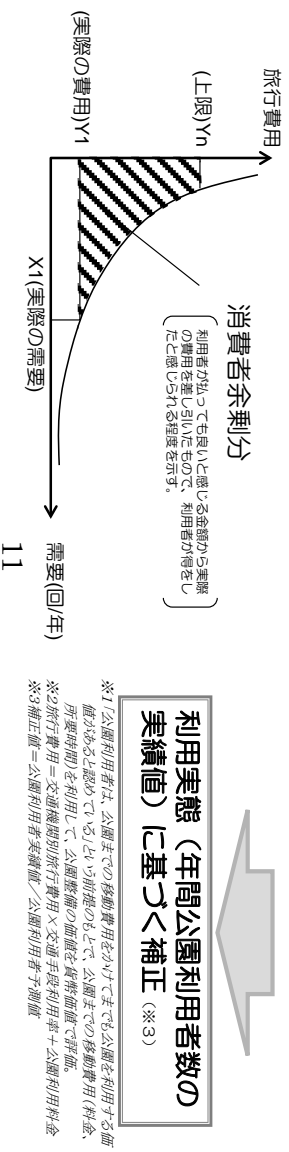 旅行費用
(上限)Yn
(実際の費用)Y1
X1(実際の需要)
需要(回/年)
消費者余剰分
利用者が払っても良いと感じる金額から実際
の費用を差し引いたもので、利用者が得をし
たと感じられる程度を示す。
11
利用実態（年間公園利用者数の
実績値）に基づく補正（※3）
※1「公園利用者は、公園までの移動費用をかけてまでも公園を利用する価
値があると認めている」という前提のもとで、公園までの移動費用（料金、
所要時間）を利用して、公園整備の価値を貨幣価値で評価。
※2旅行費用＝交通機関別旅行費用×交通手段利用率＋公園利用料金
※3補正値＝公園利用者実績値／公園利用者予測値